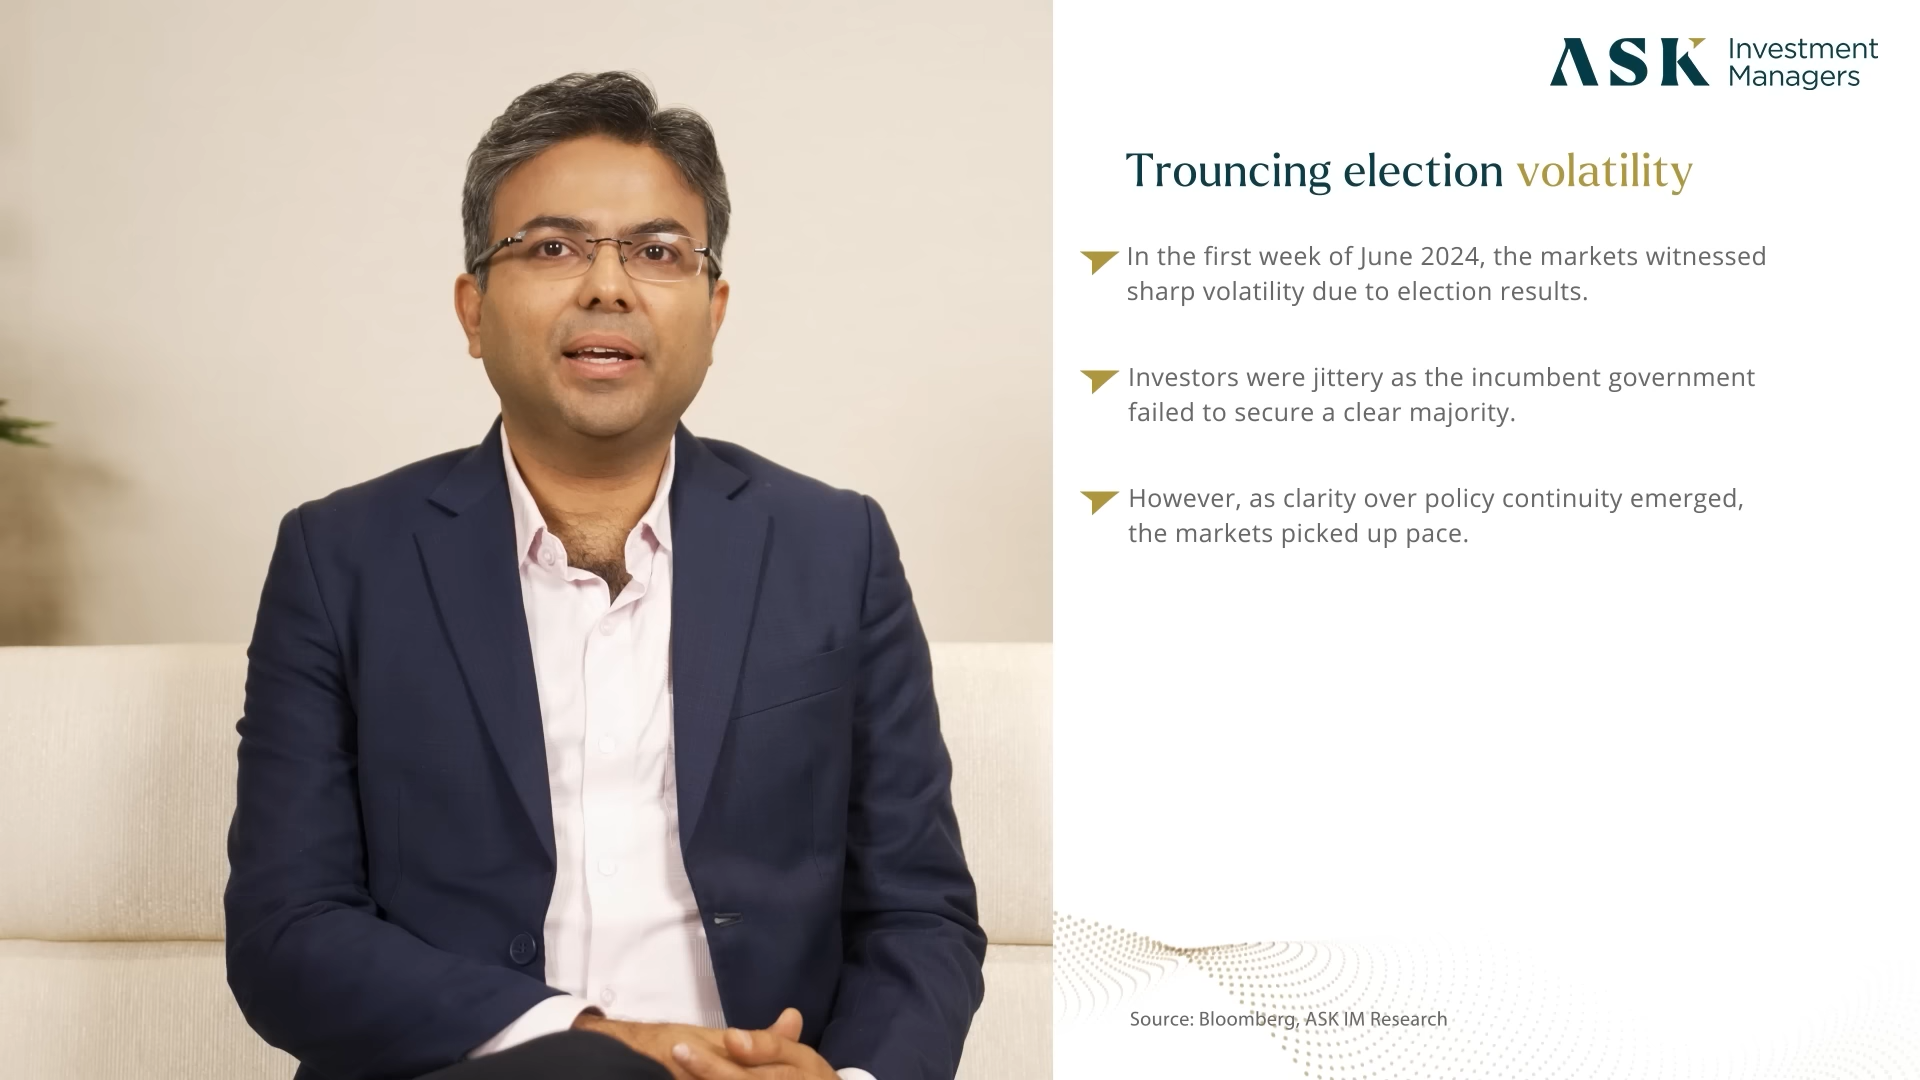 ASK Investment
Managers
Trouncing election volatility
In the first week of June 2024, the markets witnessed
sharp volatility due to election results.
Investors were jittery as the incumbent government
failed to secure a clear majority.
However, as clarity over policy continuity emerged,
the markets picked up pace.
Source: Bloomberg, ASK IM Research